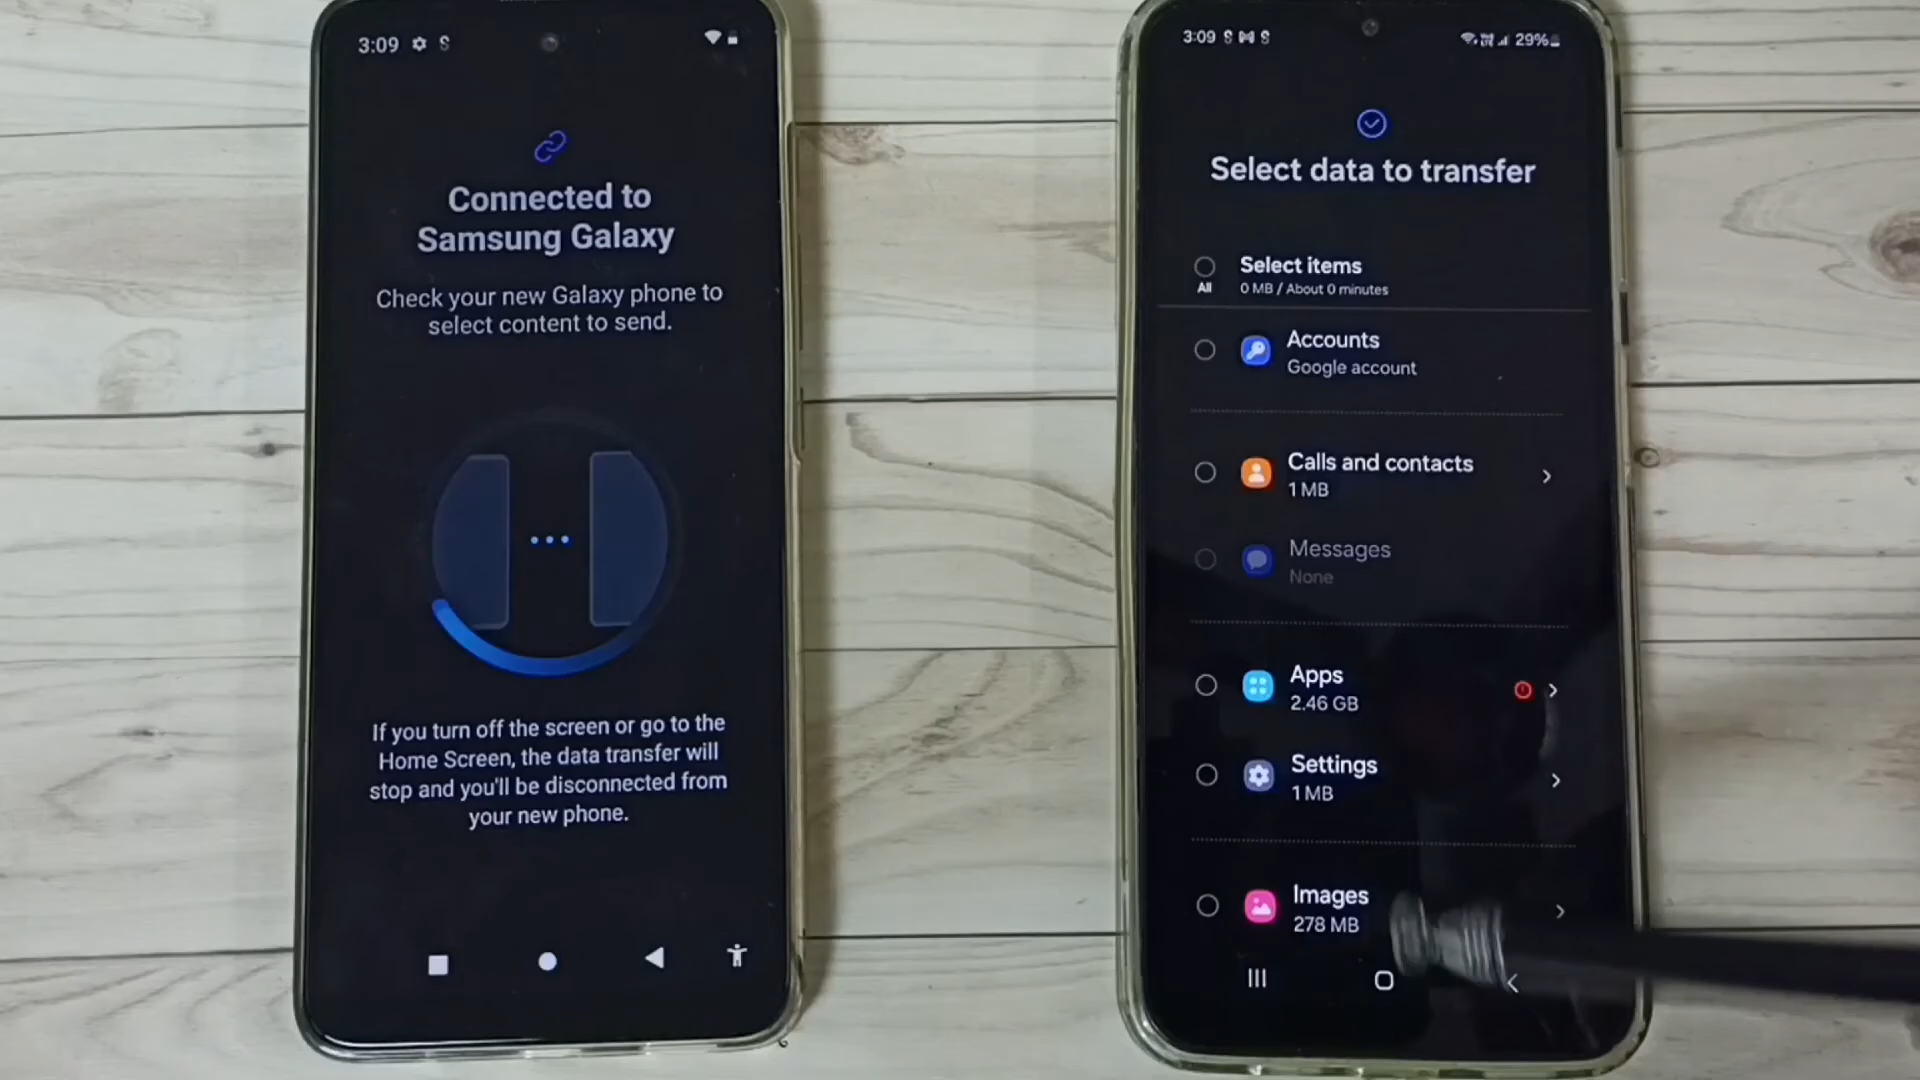 3:09
Connected to
Samsung Galaxy
Check your new Galaxy phone to
select content to send.
If you turn off the screen or go to the
Home Screen, the data transfer will
stop and you'll be disconnected from
your new phone.
3:09
29%
Select data to transfer
Select items
All
0 MB / About 0 minutes
Accounts
Google account
Calls and contacts
1 MB
Messages
None
Apps
2.46 GB
Settings
1 MB
Images
278 MB